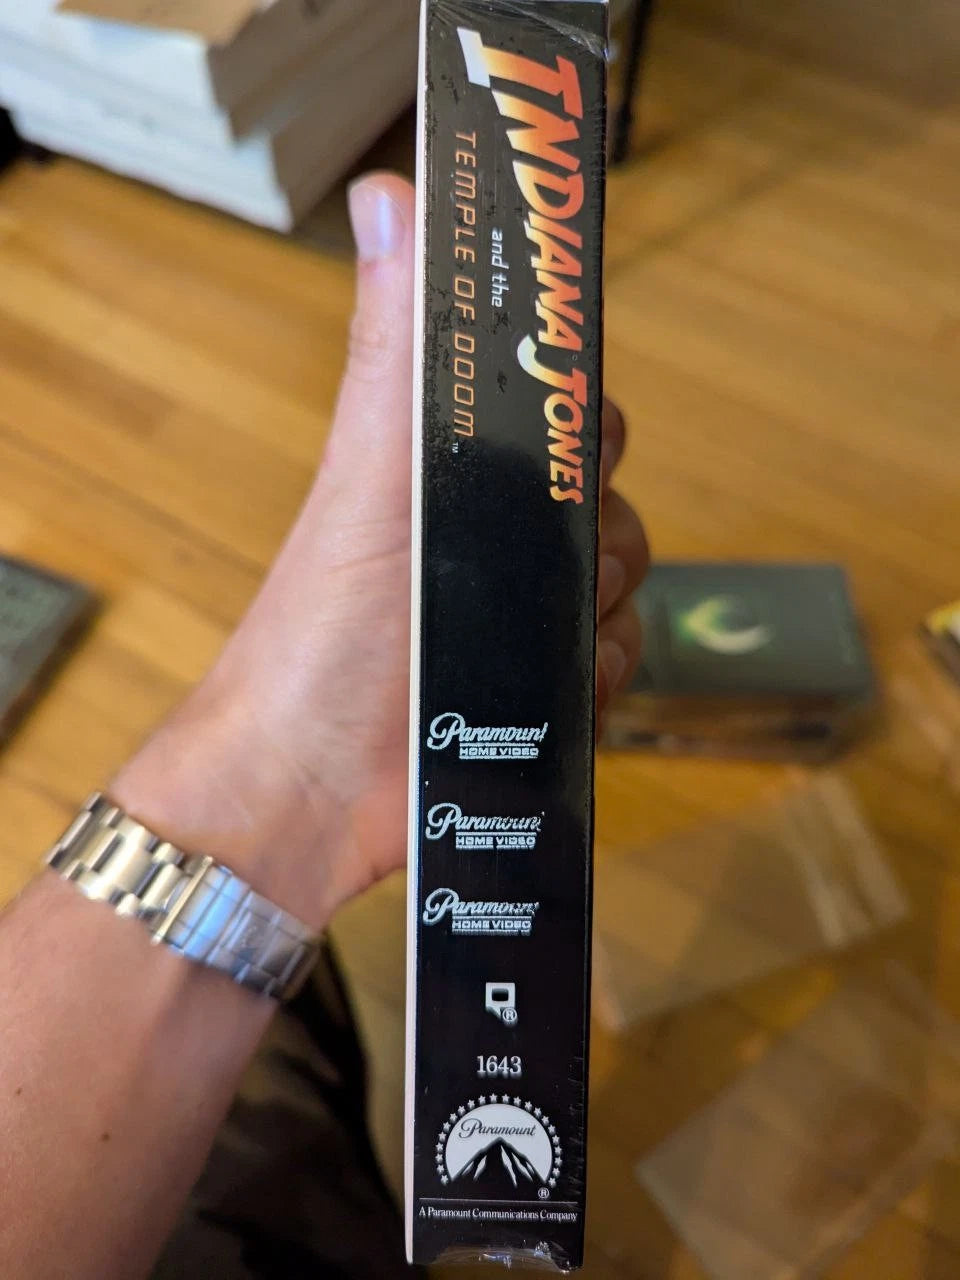 INDIANA JONES
and the
TEMPLE OF DOOM™
Paramount
HOME VIDEO
Paramount
HOME VIDEO
Paramount
HOME VIDEO
®
1643
Paramount
®
A Paramount Communications Company